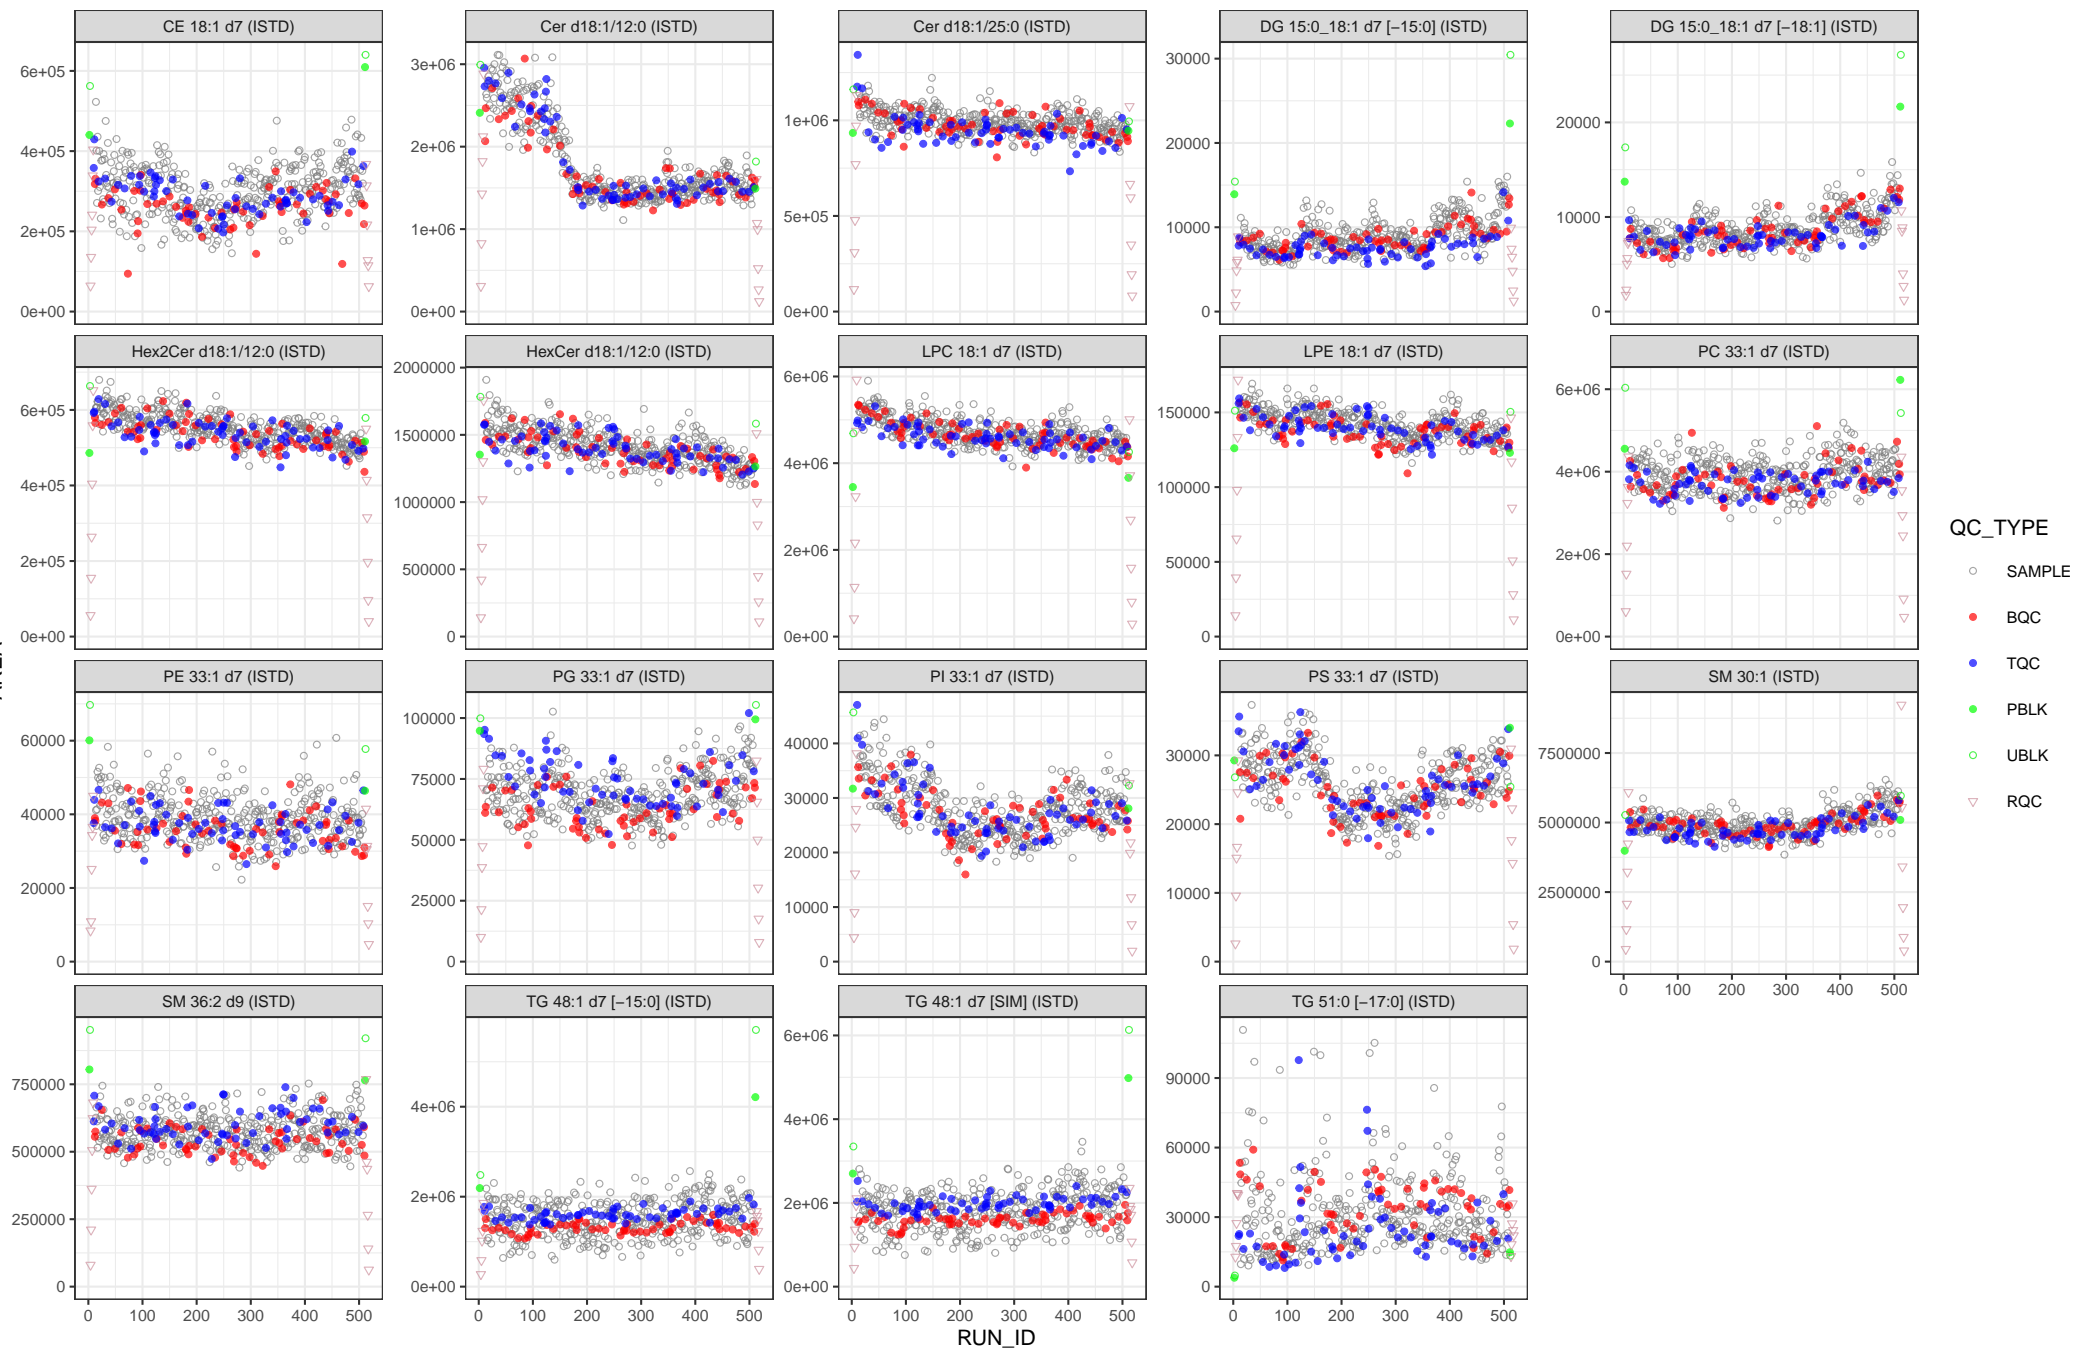 CE 18:1 d7 (ISTD)
Cer d18:1/12:0 (ISTD)
Cer d18:1/25:0 (ISTD)
DG 15:0_18:1 d7 [−15:0] (ISTD)
DG 15:0_18:1 d7 [−18:1] (ISTD)
6e+05
4e+05
2e+05
0e+00
3e+06
2e+06
1e+06
0e+00
1e+06
5e+05
0e+00
30000
20000
10000
0
20000
10000
0
Hex2Cer d18:1/12:0 (ISTD)
HexCer d18:1/12:0 (ISTD)
LPC 18:1 d7 (ISTD)
LPE 18:1 d7 (ISTD)
PC 33:1 d7 (ISTD)
6e+05
4e+05
2e+05
0e+00
2000000
1500000
1000000
500000
0
6e+06
4e+06
2e+06
0e+00
150000
100000
50000
0
6e+06
4e+06
2e+06
0e+00
PE 33:1 d7 (ISTD)
PG 33:1 d7 (ISTD)
PI 33:1 d7 (ISTD)
PS 33:1 d7 (ISTD)
SM 30:1 (ISTD)
60000
40000
20000
0
100000
75000
50000
25000
0
40000
30000
20000
10000
0
30000
20000
10000
0
7500000
5000000
2500000
0
0 100 200 300 400 500
SM 36:2 d9 (ISTD)
TG 48:1 d7 [−15:0] (ISTD)
TG 48:1 d7 [SIM] (ISTD)
TG 51:0 [−17:0] (ISTD)
750000
500000
250000
0
4e+06
2e+06
0e+00
6e+06
4e+06
2e+06
0e+00
90000
60000
30000
0
0 100 200 300 400 500
0 100 200 300 400 500
0 100 200 300 400 500
0 100 200 300 400 500
RUN_ID
QC_TYPE
SAMPLE
BQC
TQC
PBLK
UBLK
RQC